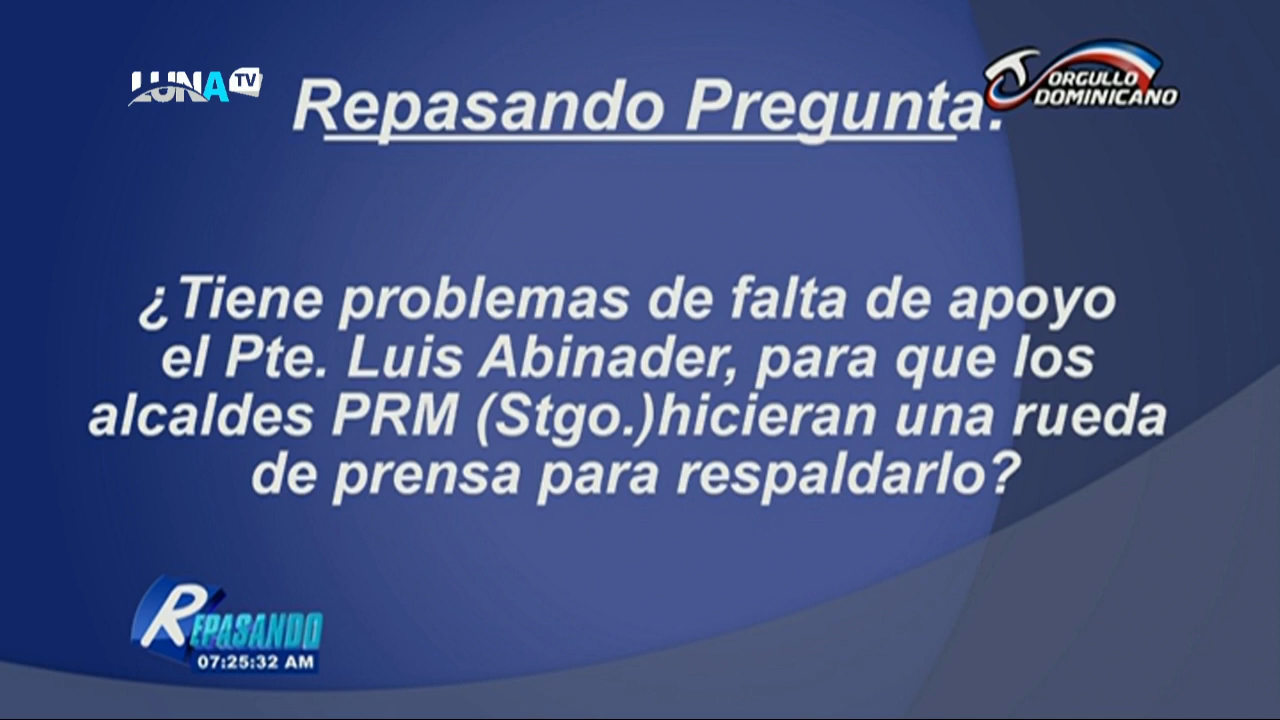 LUNA TV
ORGULLO
DOMINICANO
Repasando Pregunta:
¿Tiene problemas de falta de apoyo
el Pte. Luis Abinader, para que los
alcaldes PRM (Stgo.)hicieran una rueda
de prensa para respaldarlo?
REPASANDO
07:25:32 AM